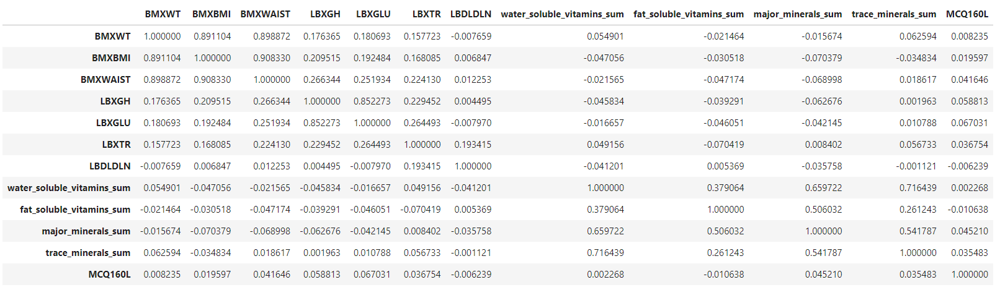 BMXWT BMXBMI BMXWAIST LBXGH LBXGLU LBXTR LBDLDLN water_soluble_vitamins_sum fat_soluble_vitamins_sum major_minerals_sum trace_minerals_sum MCQ160L
BMXWT 1.000000 0.891104 0.898872 0.176365 0.180693 0.157723 -0.007659 0.054901 -0.021464 -0.015674 0.062594 0.008235
BMXBMI 0.891104 1.000000 0.908330 0.209515 0.192484 0.168085 0.006847 -0.047056 -0.030518 -0.070379 -0.034834 0.019597
BMXWAIST 0.898872 0.908330 1.000000 0.266344 0.251934 0.224130 0.012253 -0.021565 -0.047174 -0.068998 0.018617 0.041646
LBXGH 0.176365 0.209515 0.266344 1.000000 0.852273 0.229452 0.004495 -0.045834 -0.039291 -0.062676 0.001963 0.058813
LBXGLU 0.180693 0.192484 0.251934 0.852273 1.000000 0.264493 -0.007970 -0.016657 -0.046051 -0.042145 0.010788 0.067031
LBXTR 0.157723 0.168085 0.224130 0.229452 0.264493 1.000000 0.193415 0.049156 -0.070419 0.008402 0.056733 0.036754
LBDLDLN -0.007659 0.006847 0.012253 0.004495 -0.007970 0.193415 1.000000 -0.041201 0.005369 -0.035758 -0.001121 -0.006239
water_soluble_vitamins_sum 0.054901 -0.047056 -0.021565 -0.045834 -0.016657 0.049156 -0.041201 1.000000 0.379064 0.659722 0.716439 0.002268
fat_soluble_vitamins_sum -0.021464 -0.030518 -0.047174 -0.039291 -0.046051 -0.070419 0.005369 0.379064 1.000000 0.506032 0.261243 -0.010638
major_minerals_sum -0.015674 -0.070379 -0.068998 -0.062676 -0.042145 0.008402 -0.035758 0.659722 0.506032 1.000000 0.541787 0.045210
trace_minerals_sum 0.062594 -0.034834 0.018617 0.001963 0.010788 0.056733 -0.001121 0.716439 0.261243 0.541787 1.000000 0.035483
MCQ160L 0.008235 0.019597 0.041646 0.058813 0.067031 0.036754 -0.006239 0.002268 -0.010638 0.045210 0.035483 1.000000